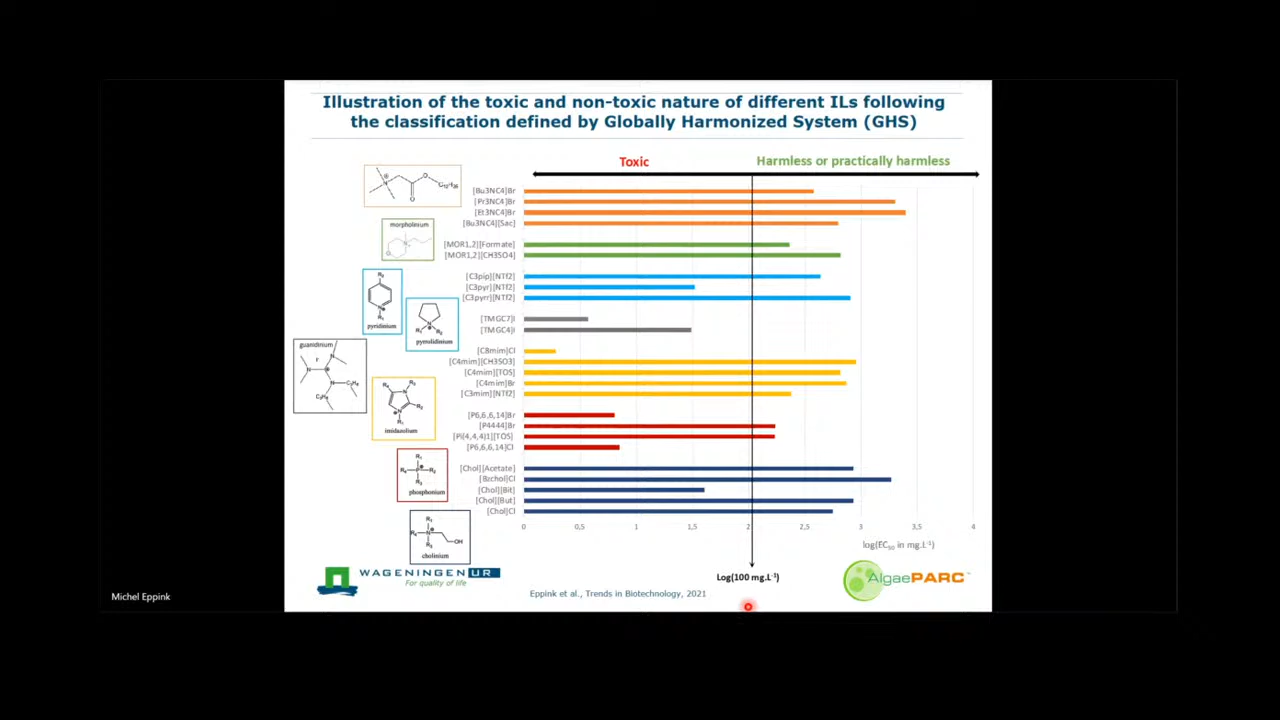 Illustration of the toxic and non-toxic nature of different ILs following
the classification defined by Globally Harmonized System (GHS)
Toxic
Harmless or practically harmless
[Bu3NC4]Br
[Pr3NC4]Br
[Et3NC4]Br
[Bu3NC4][Sac]
morpholinium
[MOR1,2][Formate]
[MOR1,2][CH3SO4]
[C3pip][NTf2]
[C3pyr][NTf2]
[C3pyrr][NTf2]
pyridinium
pyrrolidinium
[TMGC7]I
[TMGC4]I
guanidinium
[C8mim]Cl
[C4mim][CH3SO3]
[C4mim][TOS]
[C4mim]Br
[C3mim][NTf2]
imidazolium
[P6,6,6,14]Br
[P4444]Br
[Pi(4,4,4)1][TOS]
[P6,6,6,14]Cl
phosphonium
[Chol][Acetate]
[Bzchol]Cl
[Chol][Bit]
[Chol][But]
[Chol]Cl
cholinium
0 0,5 1 1,5 2 2,5 3 3,5 4
log(EC50 in mg.L-1)
Log(100 mg.L-1)
WAGENINGEN UR
For quality of life
AlgaePARC™
Eppink et al., Trends in Biotechnology, 2021
Michel Eppink